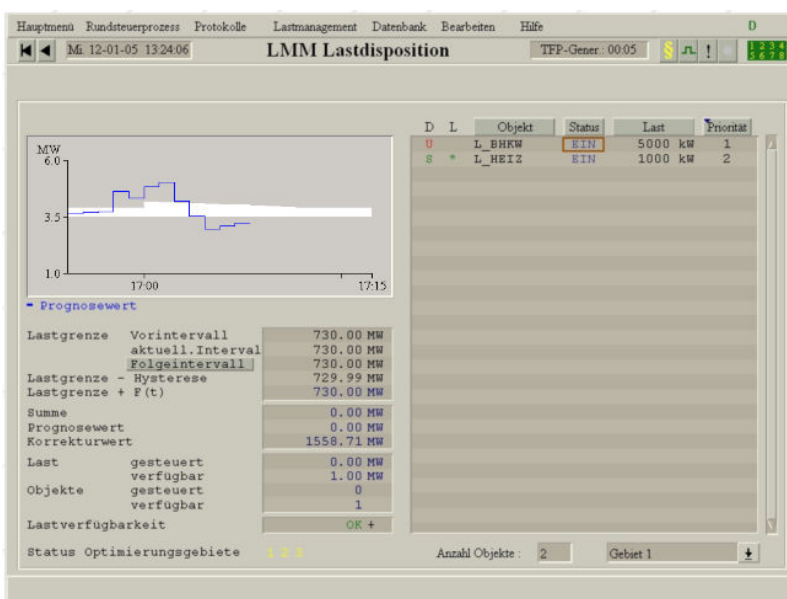 Hauptmenü Rundsteuerprozess Protokolle Lastmanagement Datenbank Bearbeiten Hilfe D
Mi. 12-01-05 13:24:06 LMM Lastdisposition TFP-Gener.: 00:05 § ! 1 2 3 4
5 6 7 8
D L Objekt Status Last Priorität
U L_BHKW EIN 5000 kW 1
S * L_HEIZ EIN 1000 kW 2
MW
6.0
3.5
1.0
17:00 17:15
- Prognosewert
Lastgrenze Vorintervall 730.00 MW
aktuell.Interval 730.00 MW
Folgeintervall 730.00 MW
Lastgrenze - Hysterese 729.99 MW
Lastgrenze + F(t) 730.00 MW
Summe 0.00 MW
Prognosewert 0.00 MW
Korrekturwert 1558.71 MW
Last gesteuert 0.00 MW
verfügbar 1.00 MW
Objekte gesteuert 0
verfügbar 1
Lastverfügbarkeit OK +
Status Optimierungsgebiete 1 2 3
Anzahl Objekte : 2 Gebiet 1